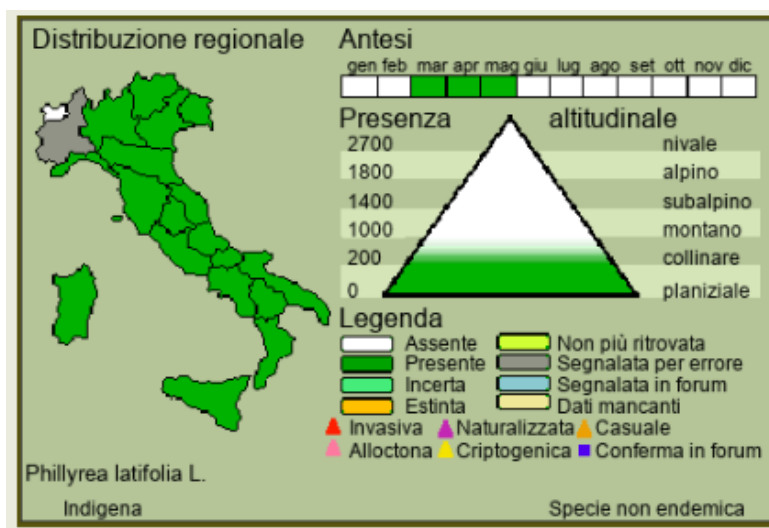 Distribuzione regionale
Antesi
gen feb mar apr mag giu lug ago set ott nov dic
Presenza altitudinale
2700 nivale
1800 alpino
1400 subalpino
1000 montano
200 collinare
0 planiziale
Legenda
Assente Non più ritrovata
Presente Segnalata per errore
Incerta Segnalata in forum
Estinta Dati mancanti
Invasiva Naturalizzata Casuale
Alloctona Criptogenica Conferma in forum
Phillyrea latifolia L.
Indigena Specie non endemica